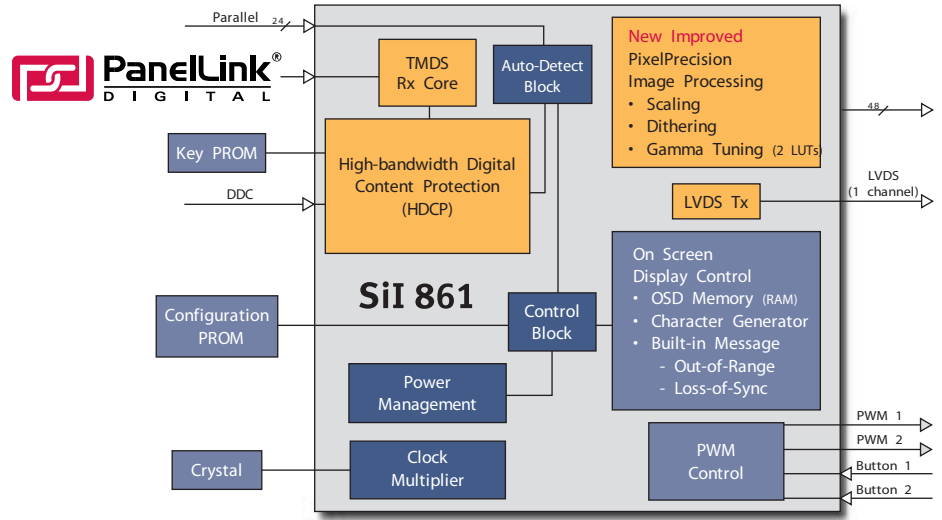 Parallel 24
PanelLink®
DIGITAL
TMDS
Rx Core
Auto-Detect
Block
New Improved
PixelPrecision
Image Processing
• Scaling
• Dithering
• Gamma Tuning (2 LUTs)
48
Key PROM
High-bandwidth Digital
Content Protection
(HDCP)
DDC
LVDS Tx
LVDS
(1 channel)
SiI 861
On Screen
Display Control
• OSD Memory (RAM)
• Character Generator
• Built-in Message
- Out-of-Range
- Loss-of-Sync
Configuration
PROM
Control
Block
Power
Management
Crystal
Clock
Multiplier
PWM
Control
PWM 1
PWM 2
Button 1
Button 2